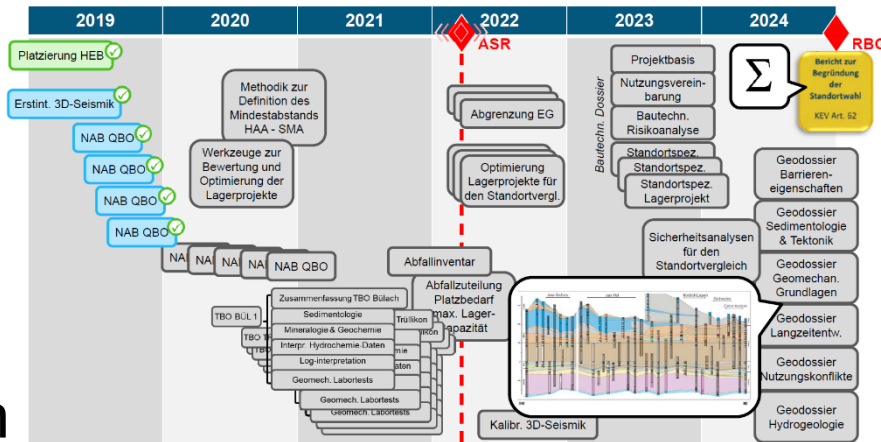 2019
2020
2021
2022
2023
2024
ASR
RBG
Platzierung HEB
Erstint. 3D-Seismik
NAB QBO
NAB QBO
NAB QBO
NAB QBO
Methodik zur
Definition des
Mindestabstands
HAA - SMA
Werkzeuge zur
Bewertung und
Optimierung der
Lagerprojekte
NAB QBO
TBO BÜL 1
Zusammenfassung TBO Bülach
Sedimentologie
Mineralogie & Geochemie
Interpr. Hydrochemie-Daten
Log-interpretation
Geomech. Labortests
Geomech. Labortests
Geomech. Labortests
Trüllikon
Abfallinventar
Abfallzuteilung
Platzbedarf
max. Lager-
Abgrenzung EG
Optimierung
Lagerprojekte für
den Standortvergl.
Kalibr. 3D-Seismik
Bautechn. Dossier
Projektbasis
Nutzungsverein-
barung
Bautechn.
Risikoanalyse
Standortspez.
Standortspez.
Standortspez.
Lagerprojekt
Sicherheitsanalysen
für den
Standortvergleich
Σ
Bericht zur
Begründung
der
Standortwahl
KEV Art. 62
Geodossier
Barrieren-
eigenschaften
Geodossier
Sedimentologie
& Tektonik
Geodossier
Geomechan.
Grundlagen
Geodossier
Langzeitentw.
Geodossier
Nutzungskonflikte
Geodossier
Hydrogeologie